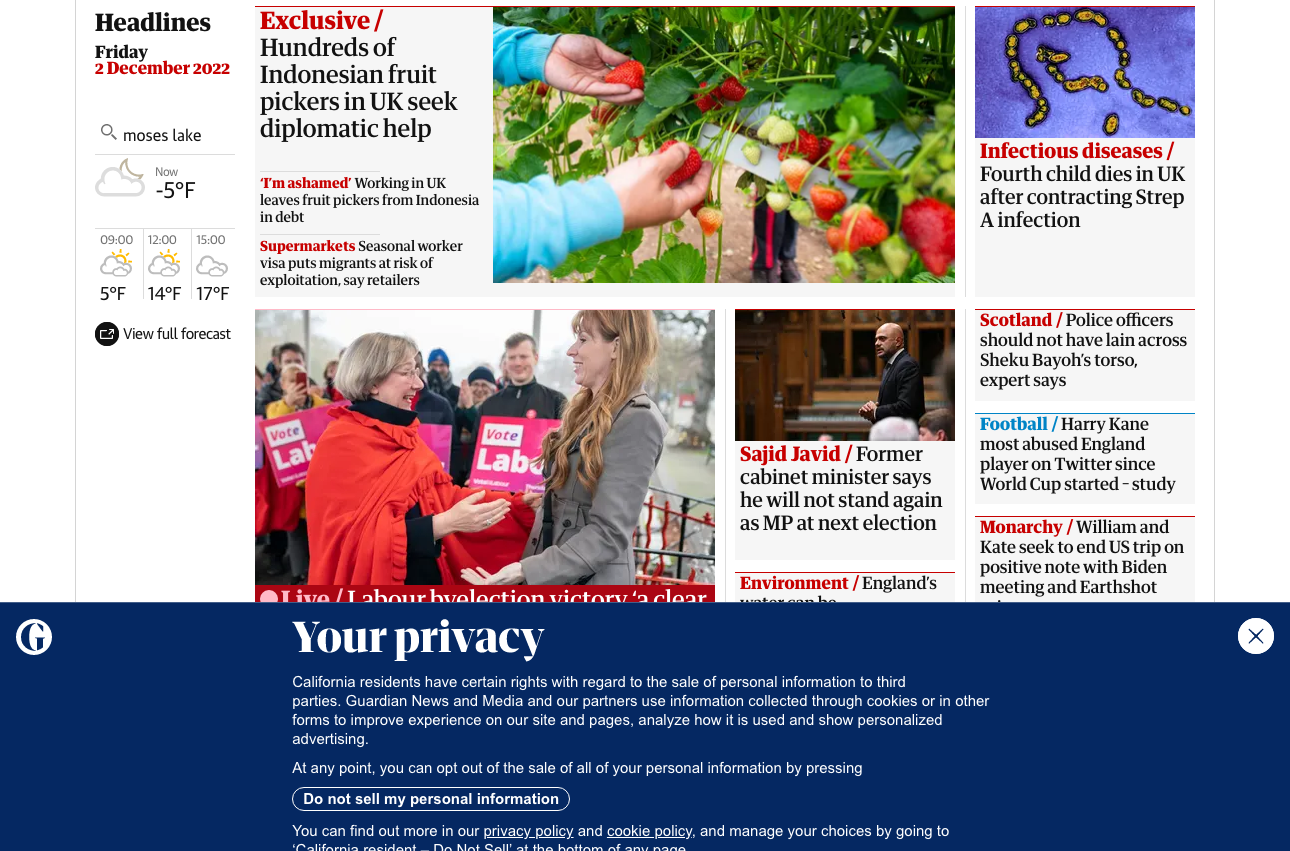 Headlines
Friday
2 December 2022
moses lake
Now
-5°F
09:00
5°F
12:00
14°F
15:00
17°F
View full forecast
Exclusive /
Hundreds of
Indonesian fruit
pickers in UK seek
diplomatic help
‘I’m ashamed’ Working in UK
leaves fruit pickers from Indonesia
in debt
Supermarkets Seasonal worker
visa puts migrants at risk of
exploitation, say retailers
Infectious diseases /
Fourth child dies in UK
after contracting Strep
A infection
Vote
Vote
Labo
Live / Labour byelection victory ‘a clear
Sajid Javid / Former
cabinet minister says
he will not stand again
as MP at next election
Environment / England’s
water can be
Scotland / Police officers
should not have lain across
Sheku Bayoh’s torso,
expert says
Football / Harry Kane
most abused England
player on Twitter since
World Cup started – study
Monarchy / William and
Kate seek to end US trip on
positive note with Biden
meeting and Earthshot
Your privacy
California residents have certain rights with regard to the sale of personal information to third
parties. Guardian News and Media and our partners use information collected through cookies or in other
forms to improve experience on our site and pages, analyze how it is used and show personalized
advertising.
At any point, you can opt out of the sale of all of your personal information by pressing
Do not sell my personal information
You can find out more in our privacy policy and cookie policy, and manage your choices by going to
‘California resident – Do Not Sell’ at the bottom of any page.